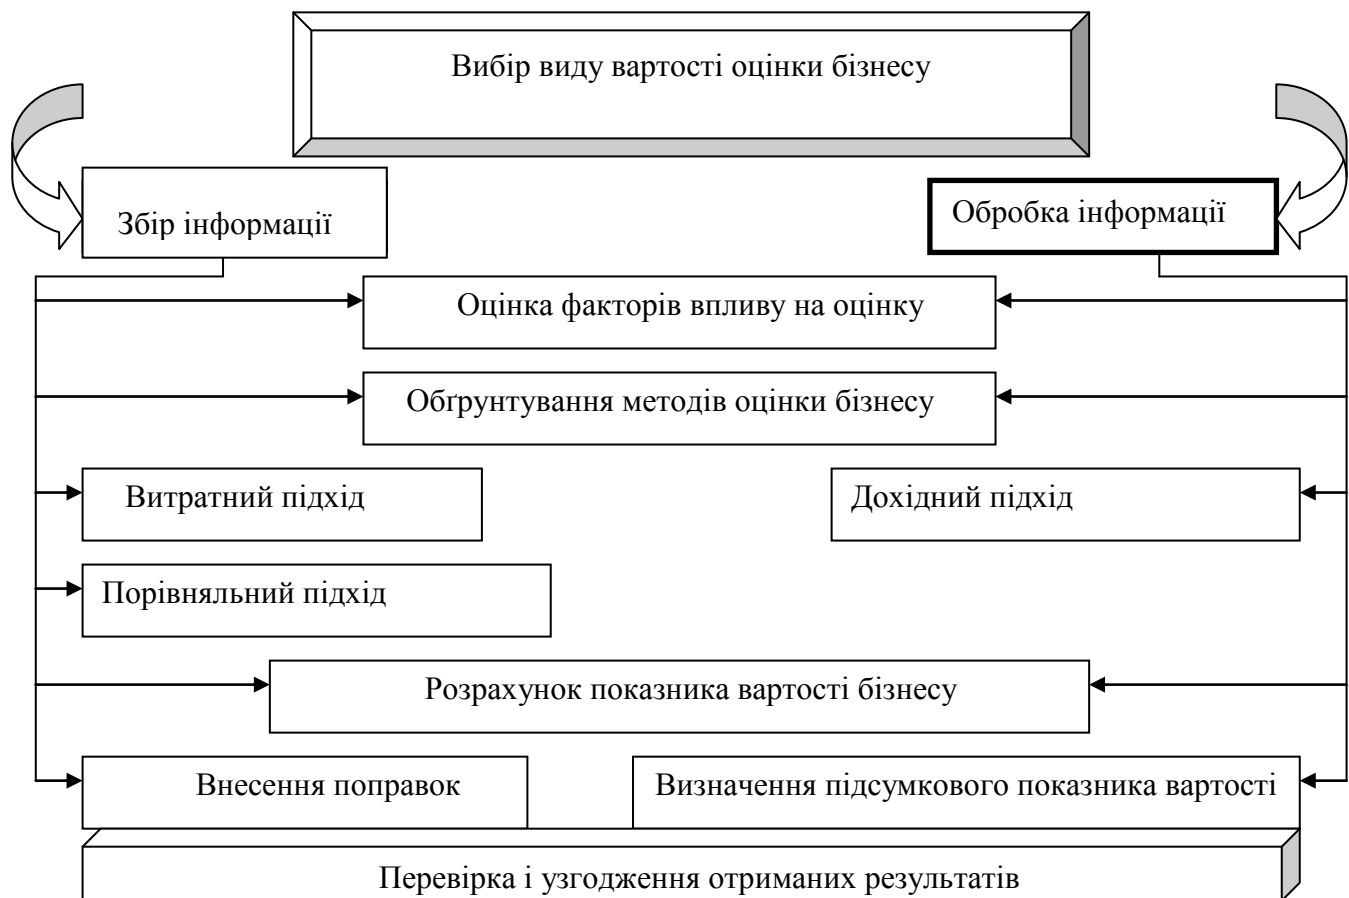 Вибір виду вартості оцінки бізнесу
Збір інформації
Обробка інформації
Оцінка факторів впливу на оцінку
Обґрунтування методів оцінки бізнесу
Витратний підхід
Дохідний підхід
Порівняльний підхід
Розрахунок показника вартості бізнесу
Внесення поправок
Визначення підсумкового показника вартості
Перевірка і узгодження отриманих результатів